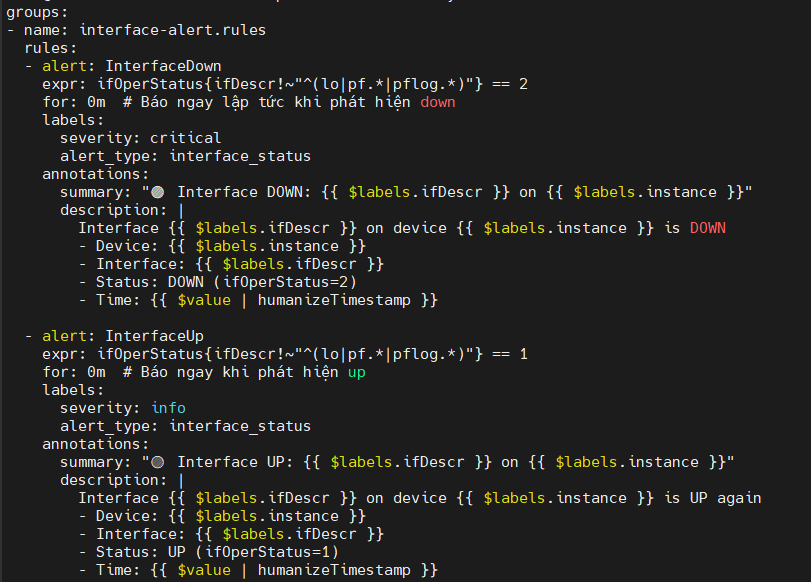 groups:
- name: interface-alert.rules
  rules:
  - alert: InterfaceDown
    expr: ifOperStatus{ifDescr!~"^(lo|pf.*|pflog.*)"} == 2
    for: 0m  # Báo ngay lập tức khi phát hiện down
    labels:
      severity: critical
      alert_type: interface_status
    annotations:
      summary: "⚪ Interface DOWN: {{ $labels.ifDescr }} on {{ $labels.instance }}"
      description: |
        Interface {{ $labels.ifDescr }} on device {{ $labels.instance }} is DOWN
        - Device: {{ $labels.instance }}
        - Interface: {{ $labels.ifDescr }}
        - Status: DOWN (ifOperStatus=2)
        - Time: {{ $value | humanizeTimestamp }}

  - alert: InterfaceUp
    expr: ifOperStatus{ifDescr!~"^(lo|pf.*|pflog.*)"} == 1
    for: 0m  # Báo ngay khi phát hiện up
    labels:
      severity: info
      alert_type: interface_status
    annotations:
      summary: "⚪ Interface UP: {{ $labels.ifDescr }} on {{ $labels.instance }}"
      description: |
        Interface {{ $labels.ifDescr }} on device {{ $labels.instance }} is UP again
        - Device: {{ $labels.instance }}
        - Interface: {{ $labels.ifDescr }}
        - Status: UP (ifOperStatus=1)
        - Time: {{ $value | humanizeTimestamp }}